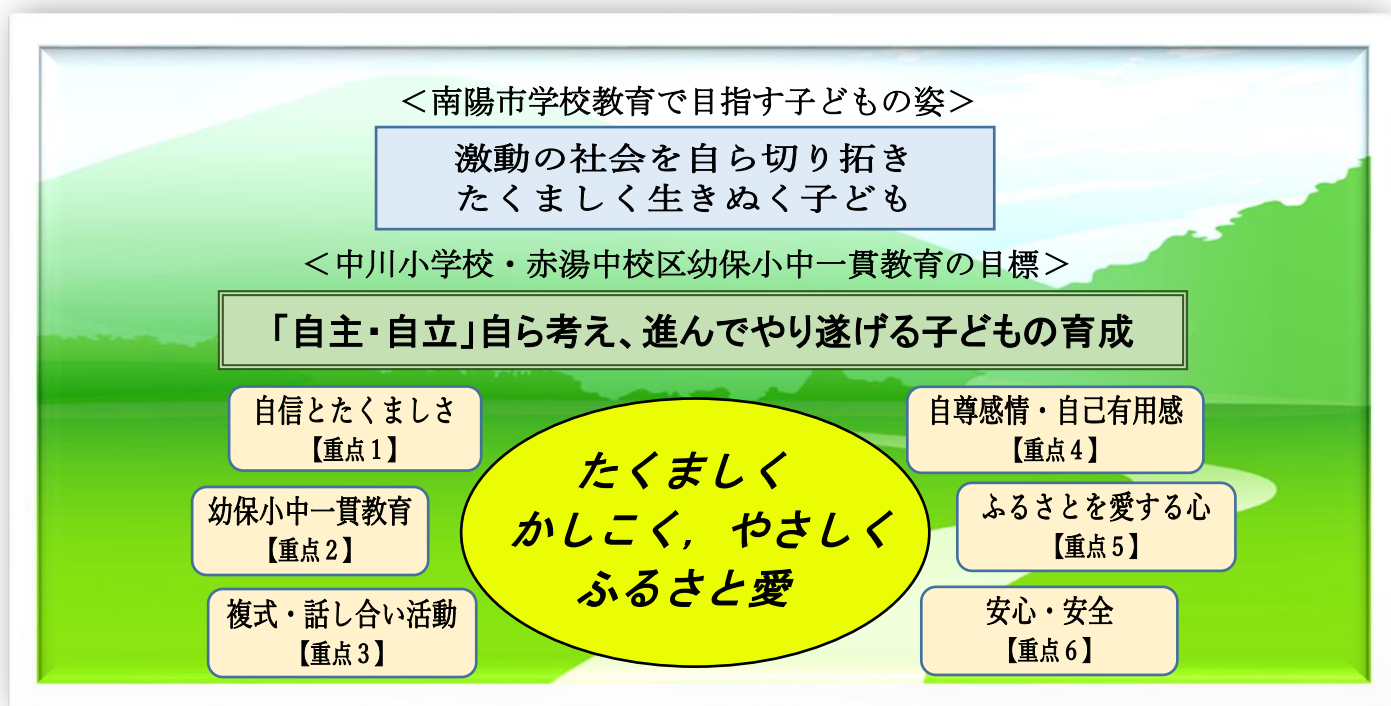 ＜南陽市学校教育で目指す子どもの姿＞
激動の社会を自ら切り拓き
たくましく生きぬく子ども
＜中川小学校・赤湯中校区幼保小中一貫教育の目標＞
「自主・自立」自ら考え、進んでやり遂げる子どもの育成
自信とたくましさ
【重点１】
幼保小中一貫教育
【重点２】
複式・話し合い活動
【重点３】
たくましく
かしこく，やさしく
ふるさと愛
自尊感情・自己有用感
【重点４】
ふるさとを愛する心
【重点５】
安心・安全
【重点６】